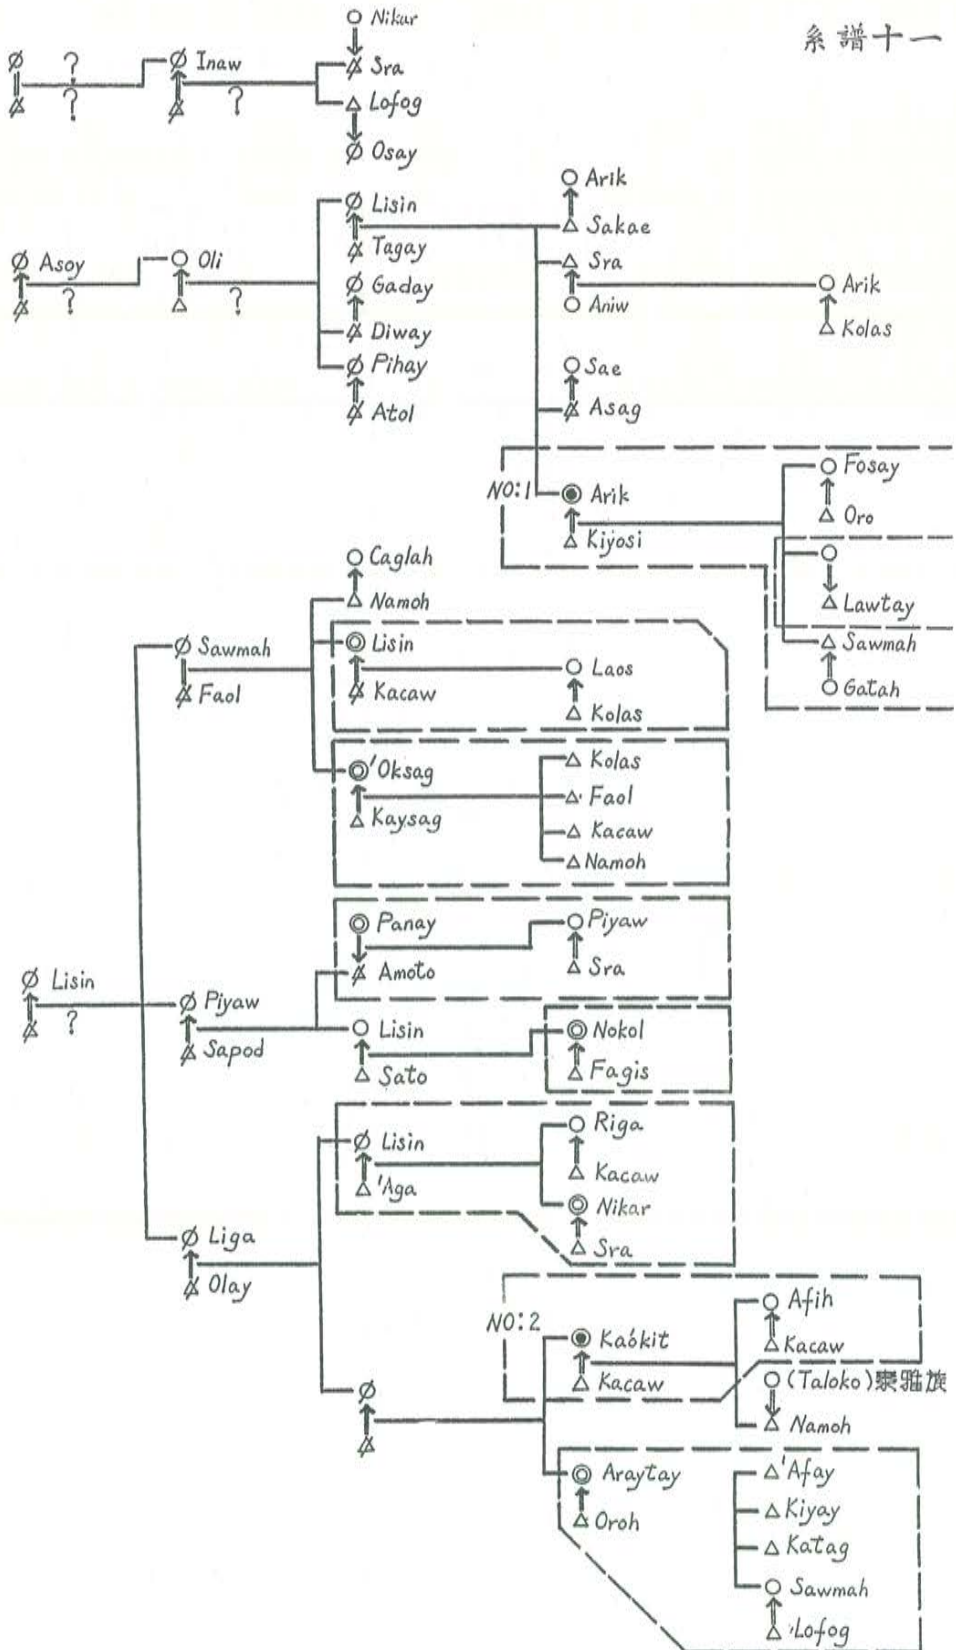 系譜十一
Nikar
Sra
Inaw
?
?
?
Lofog
Osay
Arik
Lisin
Sakae
Tagay
Sra
Asoy
Oli
Gaday
Arik
?
?
Aniw
Diway
Kolas
Pihay
Sae
Atol
Asag
Fosay
NO:1
Arik
Oro
Kiyosi
Caglah
Lawtay
Namoh
Sawmah
Sawmah
Lisin
Laos
Gatah
Faol
Kacaw
Kolas
Kolas
'Oksag
Faol
Kaysag
Kacaw
Namoh
Panay
Piyaw
Amoto
Sra
Lisin
?
Piyaw
Lisin
Nokol
Sapod
Sato
Fagis
Riga
Lisin
Kacaw
'Aga
Nikar
Sra
Liga
Olay
Afih
NO:2
Kaokit
Kacaw
Kacaw
(Taloko)泰雅族
Namoh
Araytay
'Afay
Oroh
Kiyay
Katag
Sawmah
Lofog